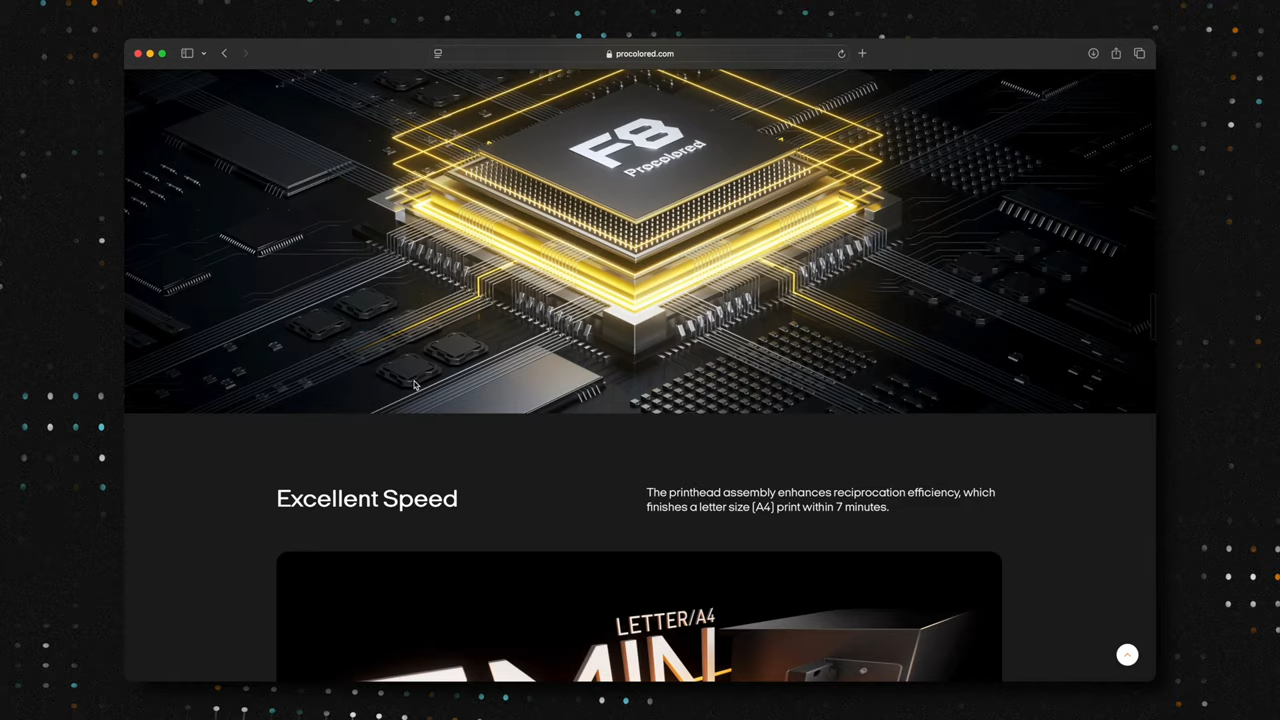 procolored.com
F8
Procolored
Excellent Speed
The printhead assembly enhances reciprocation efficiency, which
finishes a letter size [A4] print within 7 minutes.
LETTER/A4